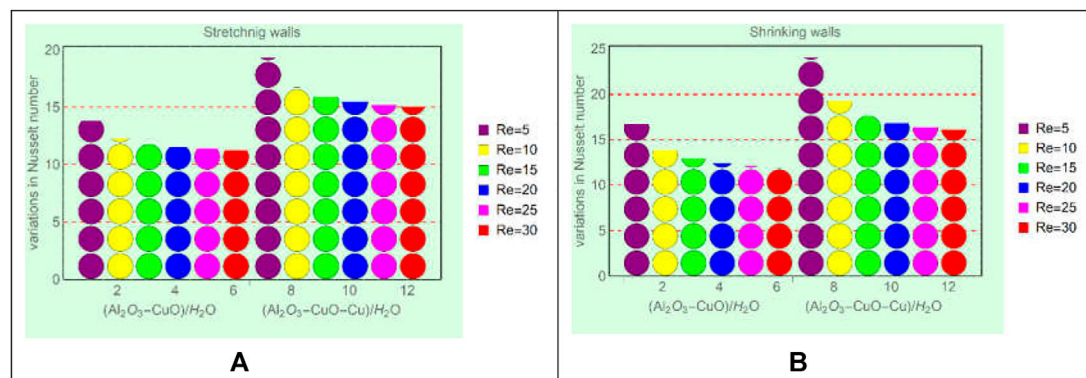 Stretchnig walls
variations in Nusselt number
20
15
10
5
0
2 4 6 8 10 12
(Al₂O₃−CuO)/H₂O (Al₂O₃−CuO−Cu)/H₂O
Re=5
Re=10
Re=15
Re=20
Re=25
Re=30
A
Shrinking walls
variations in Nusselt number
25
20
15
10
5
0
2 4 6 8 10 12
(Al₂O₃−CuO)/H₂O (Al₂O₃−CuO−Cu)/H₂O
Re=5
Re=10
Re=15
Re=20
Re=25
Re=30
B